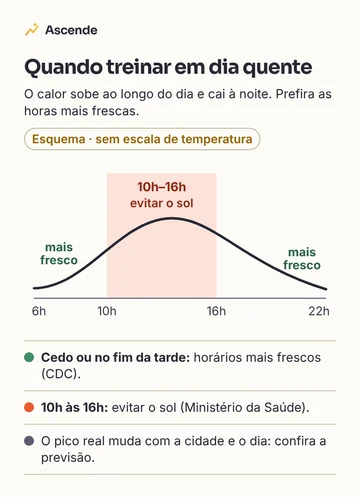 Ascende
Quando treinar em dia quente
O calor sobe ao longo do dia e cai à noite. Prefira as
horas mais frescas.
Esquema · sem escala de temperatura
10h–16h
evitar o sol
mais
fresco
mais
fresco
6h
10h
16h
22h
Cedo ou no fim da tarde: horários mais frescos
(CDC).
10h às 16h: evitar o sol (Ministério da Saúde).
O pico real muda com a cidade e o dia: confira a
previsão.